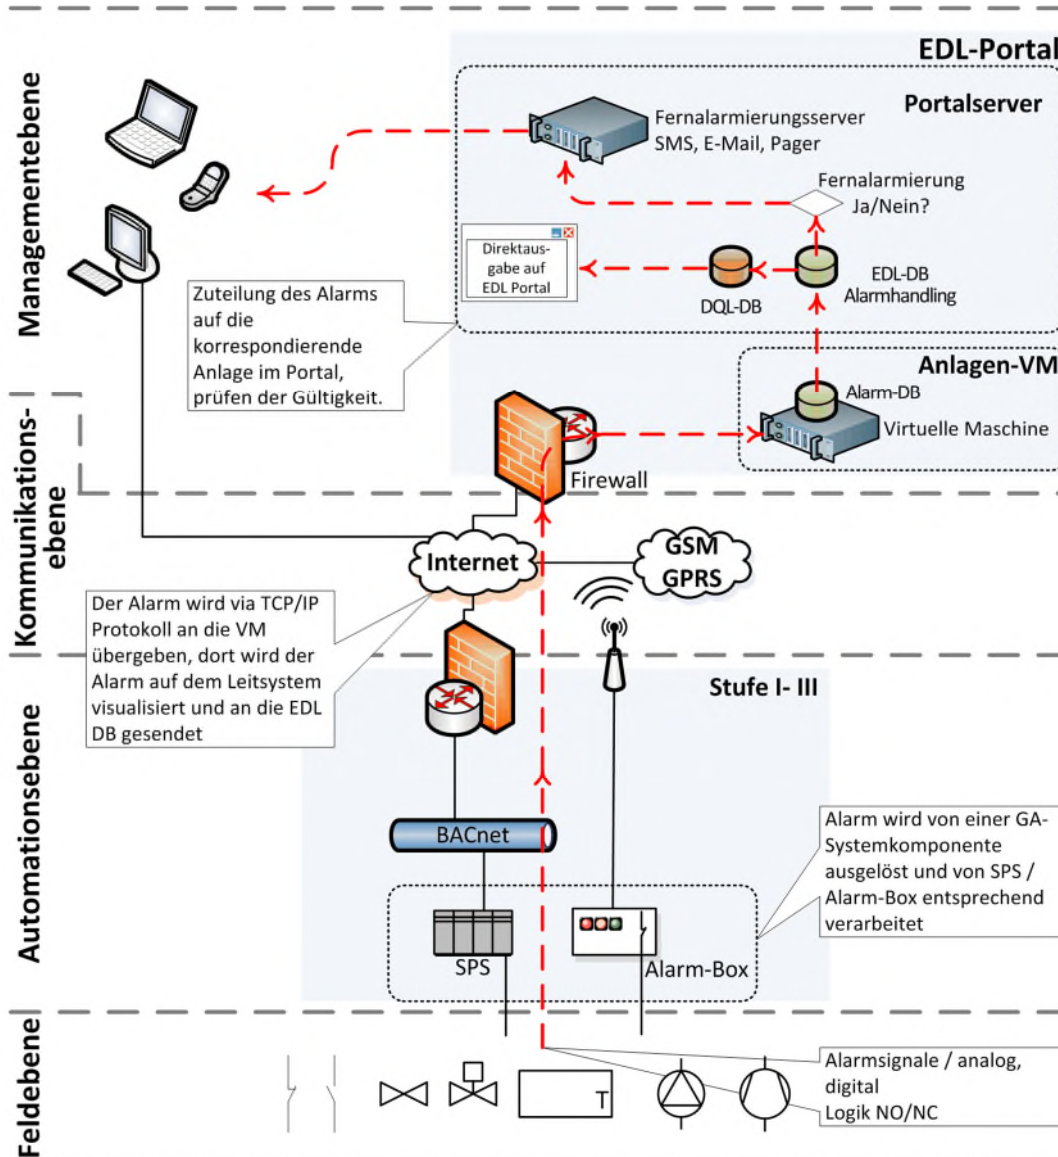 EDL-Portal
Portalserver
Fernalarmierungsserver
SMS, E-Mail, Pager
Fernalarmierung
Ja/Nein?
Direktaus-
gabe auf
EDL Portal
DQL-DB
EDL-DB
Alarmhandling
Managementebene
Zuteilung des Alarms
auf die
korrespondierende
Anlage im Portal,
prüfen der Gültigkeit.
Anlagen-VM
Alarm-DB
Virtuelle Maschine
Firewall
Kommunikations-
ebene
Internet
GSM
GPRS
Der Alarm wird via TCP/IP
Protokoll an die VM
übergeben, dort wird der
Alarm auf dem Leitsystem
visualisiert und an die EDL
DB gesendet
Automationsebene
Stufe I- III
BACnet
Alarm wird von einer GA-
Systemkomponente
ausgelöst und von SPS /
Alarm-Box entsprechend
verarbeitet
SPS
Alarm-Box
Feldebene
T
Alarmsignale / analog,
digital
Logik NO/NC